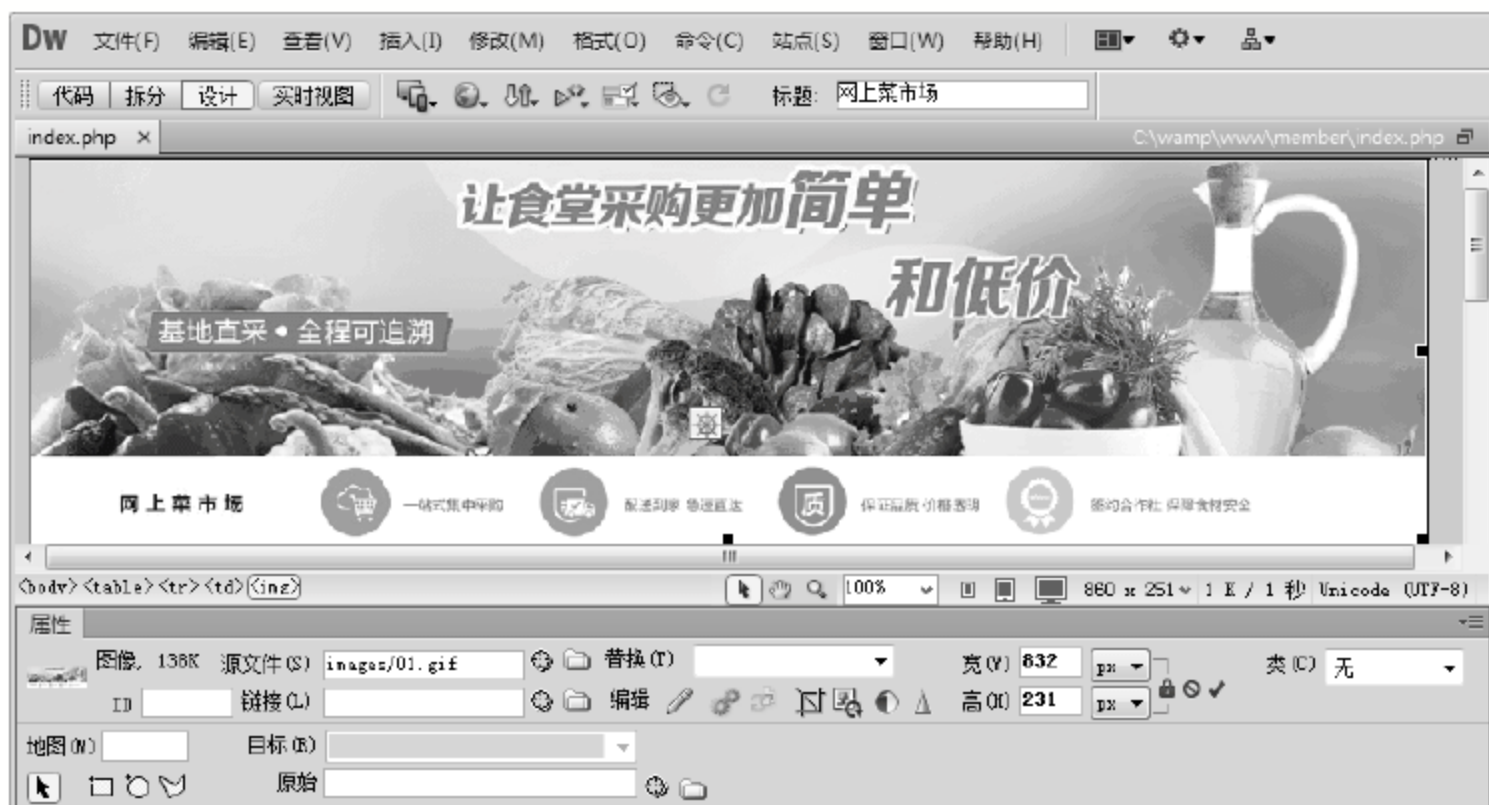 Dw 文件(F) 编辑(E) 查看(V) 插入(I) 修改(M) 格式(O) 命令(C) 站点(S) 窗口(W) 帮助(H)
代码 拆分 设计 实时视图 标题: 网上菜市场
index.php × C:\wamp\www\member\index.php
让食堂采购更加简单
和低价
基地直采•全程可追溯
网上菜市场 一站式集中采购 配送到家 急速直达 质 保证品质 价格透明 签约合作社 保障食材安全
<body> <table> <tr> <td> <img> 100% 860 x 251 1 K / 1 秒 Unicode (UTF-8)
属性
图像, 138K 源文件(S) images/01.gif 替换(T) 宽(W) 832 px 类(C) 无
ID 链接(L) 编辑 高(H) 231 px
地图(M) 目标(R)
原始